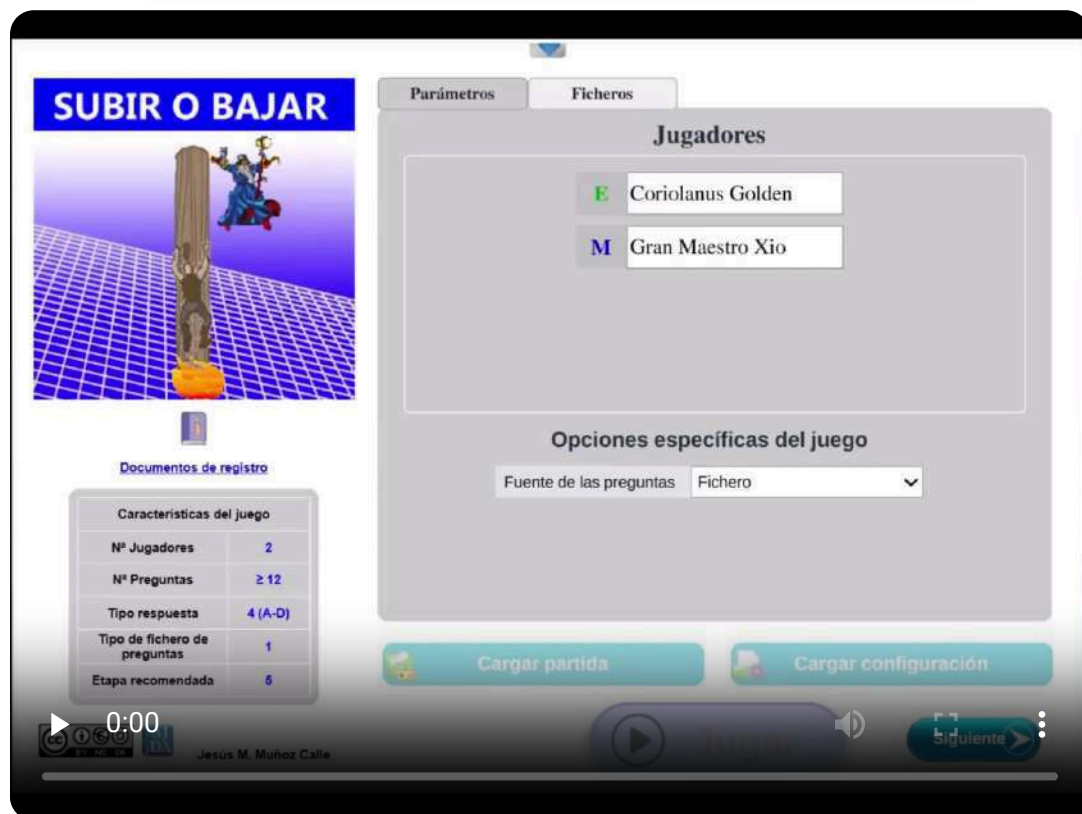 SUBIR O BAJAR
Documentos de registro
Características del juego
Nº Jugadores 2
Nº Preguntas ≥ 12
Tipo respuesta 4 (A-D)
Tipo de fichero de preguntas 1
Etapa recomendada 5
Jesús M. Muñoz Calle
Parámetros
Ficheros
Jugadores
E Coriolanus Golden
M Gran Maestro Xio
Opciones específicas del juego
Fuente de las preguntas Fichero
Cargar partida
Cargar configuración
Siguiente
0:00
cc